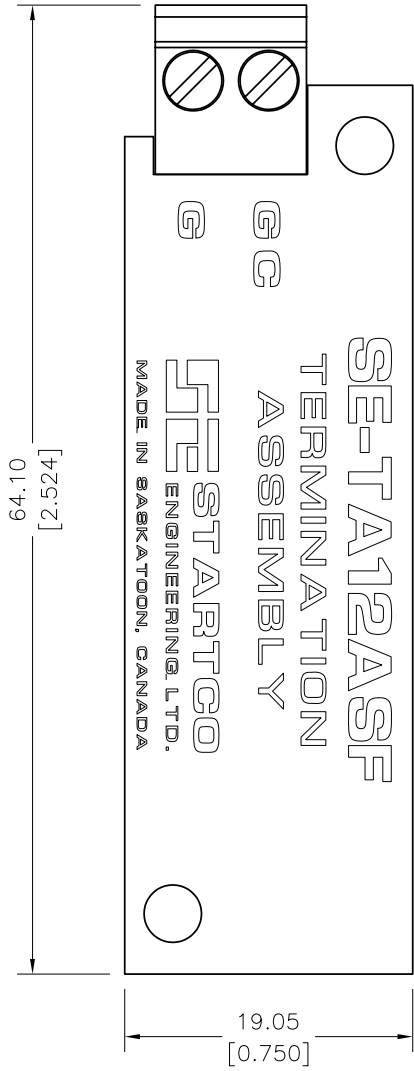 64.10
[2.524]
G
GC
SE-TA12ASF
TERMINATION
ASSEMBLY
SE
STARTCO
ENGINEERING LTD.
MADE IN SASKATOON, CANADA
19.05
[0.750]